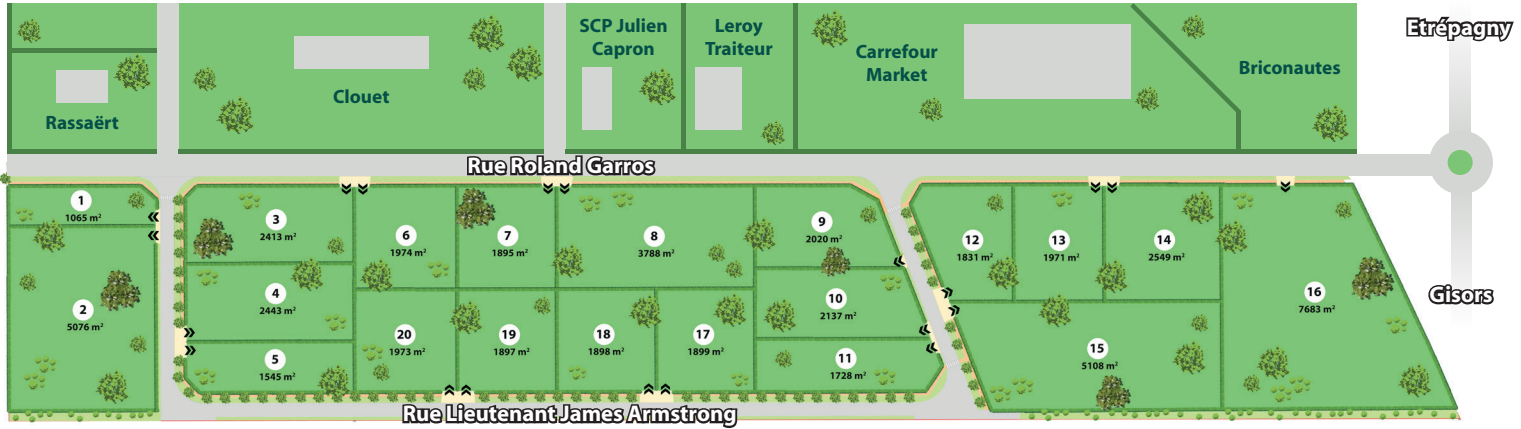 Rassaërt
Clouet
SCP Julien
Capron
Leroy
Traiteur
Carrefour
Market
Briconautes
Etrépagny
Rue Roland Garros
1
1065 m²
2
5076 m²
3
2413 m²
4
2443 m²
5
1545 m²
6
1974 m²
7
1895 m²
8
3788 m²
9
2020 m²
10
2137 m²
11
1728 m²
12
1831 m²
13
1971 m²
14
2549 m²
15
5108 m²
16
7683 m²
17
1899 m²
18
1898 m²
19
1897 m²
20
1973 m²
Gisors
Rue Lieutenant James Armstrong